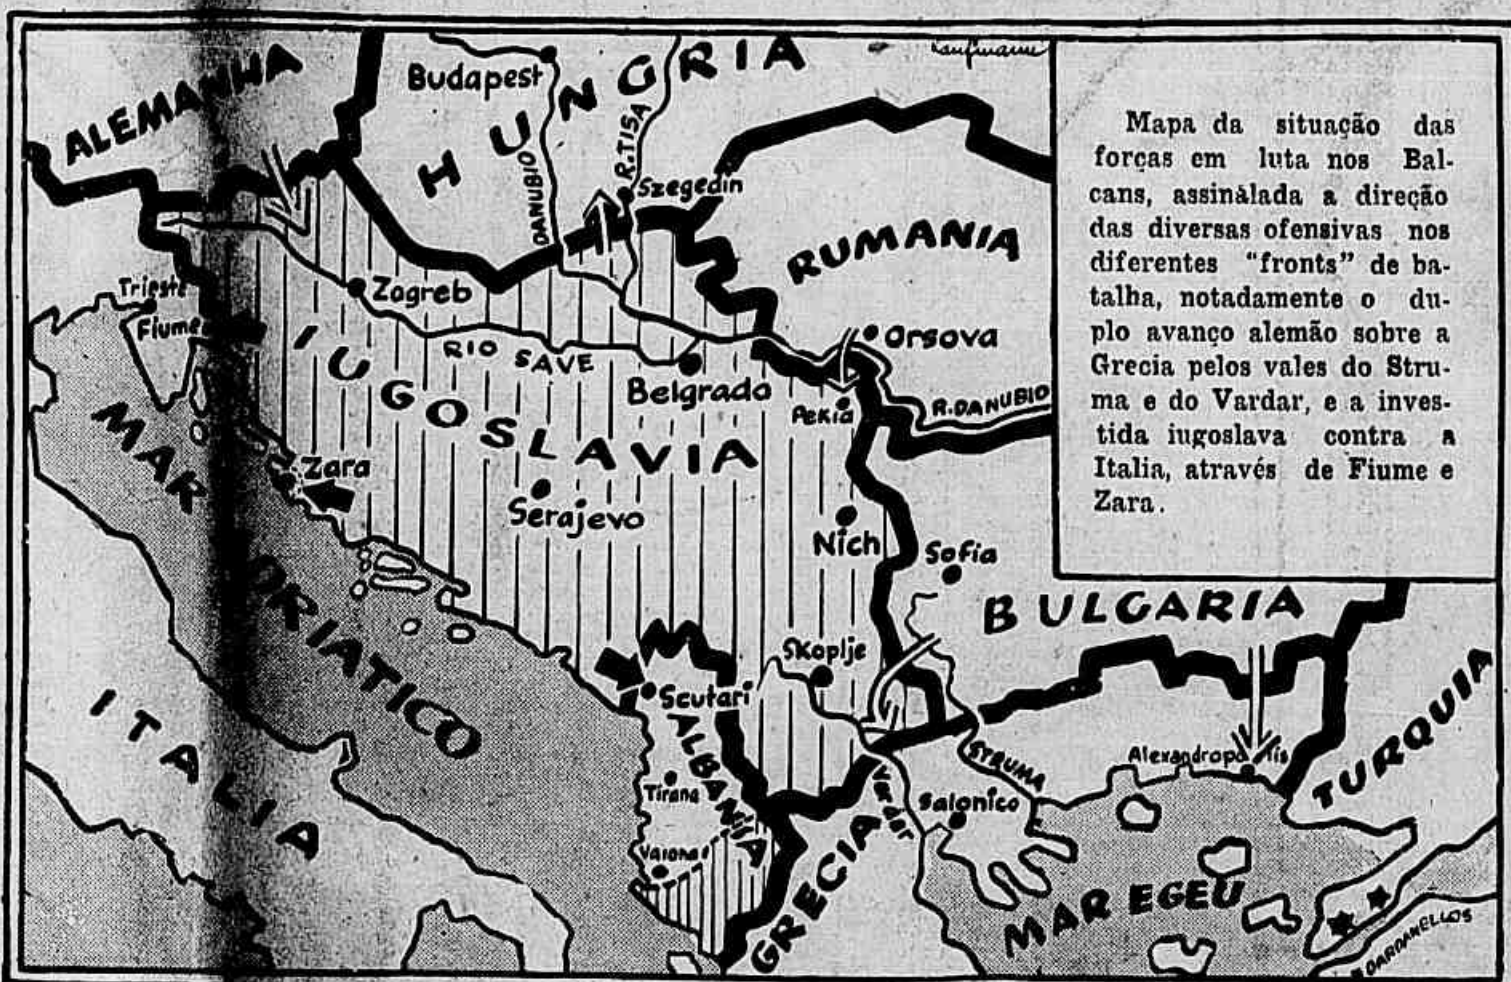 Kaufmann
ALEMANHA
Budapest
HUNGRIA
DANUBIO
R. TISA
Szegedin
RUMANIA
Mapa da situação das
forças em luta nos Bal-
cans, assinàlada a direção
das diversas ofensivas nos
diferentes "fronts" de ba-
talha, notadamente o du-
plo avanço alemão sobre a
Grecia pelos vales do Stru-
ma e do Vardar, e a inves-
tida iugoslava contra a
Italia, através de Fiume e
Zara.
Trieste
Fiume
Zagreb
IUGOSLAVIA
RIO SAVE
Belgrado
Orsova
Pekia
R. DANUBIO
MAR ADRIATICO
Zara
Serajevo
Nich
Sofia
BULGARIA
Skoplje
Scutari
ALBANIA
Tirana
Valona
ITALIA
STRUMA
Vardar
Salonico
Alexandropolis
TURQUIA
GRECIA
MAR EGEU
DARDANELLOS